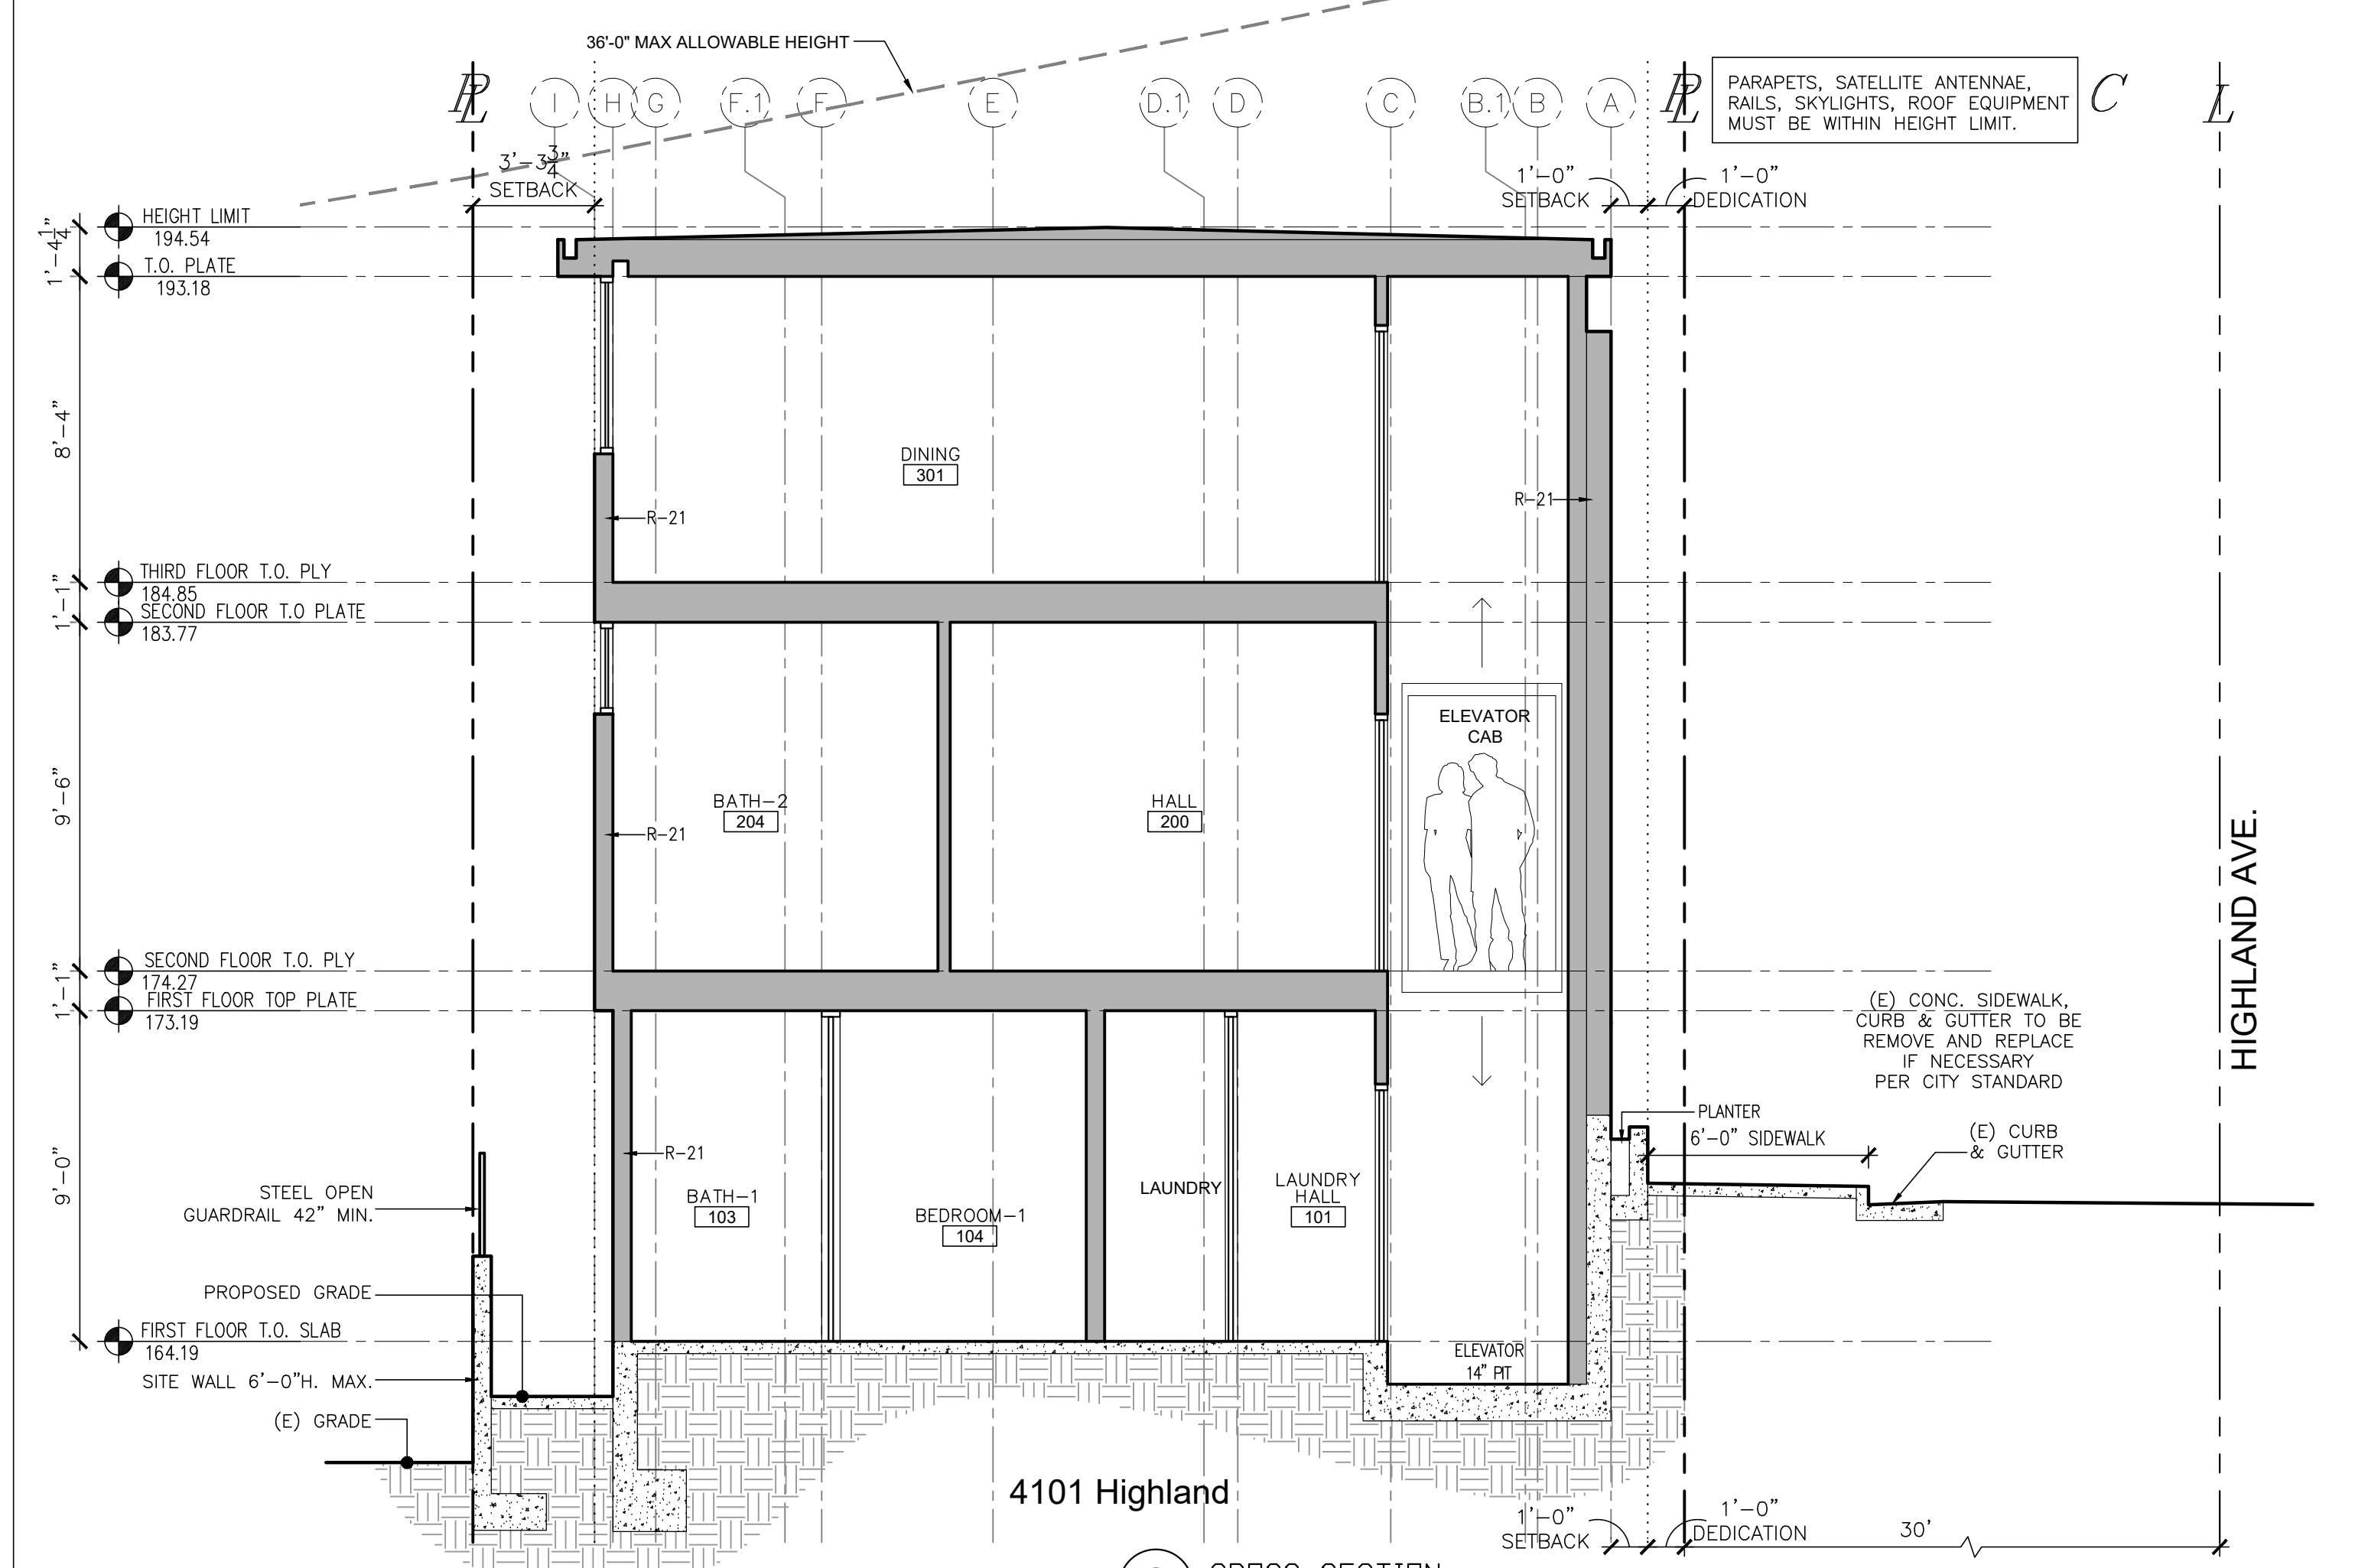 36'-0" MAX ALLOWABLE HEIGHT
PL
I
H
G
F.1
F
E
D.1
D
C
B.1
B
A
PL
PARAPETS, SATELLITE ANTENNAE,
RAILS, SKYLIGHTS, ROOF EQUIPMENT
MUST BE WITHIN HEIGHT LIMIT.
C L
3'-3 3/4"
SETBACK
1'-0"
SETBACK
1'-0"
DEDICATION
HEIGHT LIMIT
194.54
1'-4 1/4"
T.O. PLATE
193.18
8'-4"
DINING
301
R-21
R-21
THIRD FLOOR T.O. PLY
184.85
1'-1"
SECOND FLOOR T.O PLATE
183.77
ELEVATOR
CAB
9'-6"
BATH-2
204
HALL
200
R-21
HIGHLAND AVE.
SECOND FLOOR T.O. PLY
174.27
1'-1"
FIRST FLOOR TOP PLATE
173.19
(E) CONC. SIDEWALK,
CURB & GUTTER TO BE
REMOVE AND REPLACE
IF NECESSARY
PER CITY STANDARD
PLANTER
6'-0" SIDEWALK
(E) CURB
& GUTTER
9'-0"
R-21
STEEL OPEN
GUARDRAIL 42" MIN.
BATH-1
103
BEDROOM-1
104
LAUNDRY
LAUNDRY
HALL
101
PROPOSED GRADE
FIRST FLOOR T.O. SLAB
164.19
ELEVATOR
14" PIT
SITE WALL 6'-0"H. MAX.
(E) GRADE
4101 Highland
1'-0"
SETBACK
1'-0"
DEDICATION
30'
CROSS SECTION